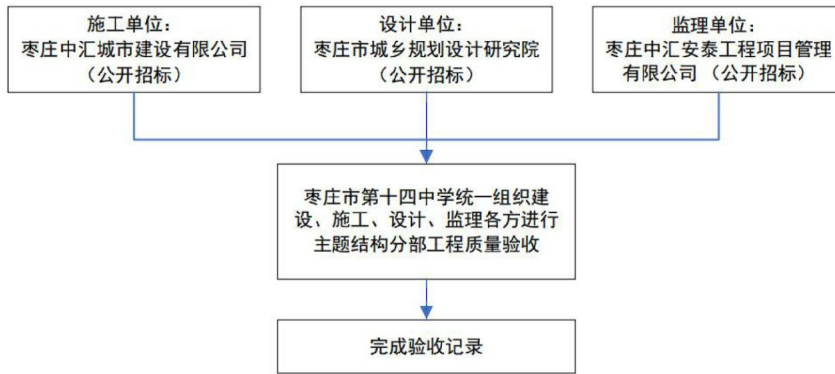 施工单位：
枣庄中汇城市建设有限公司
（公开招标）
设计单位：
枣庄市城乡规划设计研究院
（公开招标）
监理单位：
枣庄中汇安泰工程项目管理
有限公司（公开招标）
枣庄市第十四中学统一组织建
设、施工、设计、监理各方进行
主题结构分部工程质量验收
完成验收记录